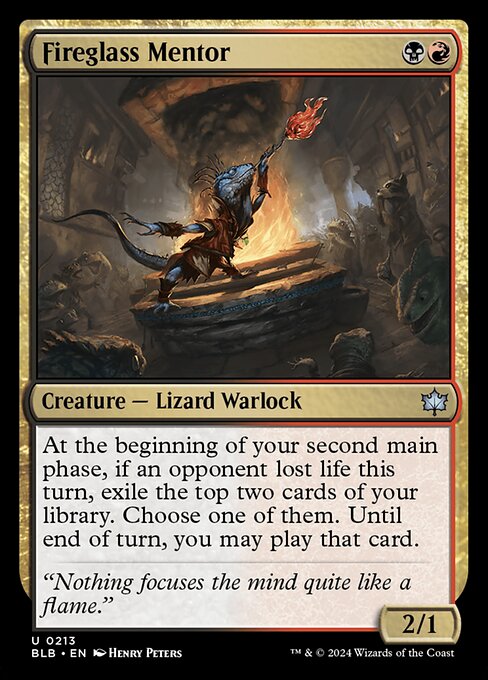 Fireglass Mentor
Creature — Lizard Warlock
At the beginning of your second main
phase, if an opponent lost life this
turn, exile the top two cards of your
library. Choose one of them. Until
end of turn, you may play that card.
“Nothing focuses the mind quite like a
flame.”
2/1
U 0213
BLB • EN Henry Peters
™ & © 2024 Wizards of the Coast